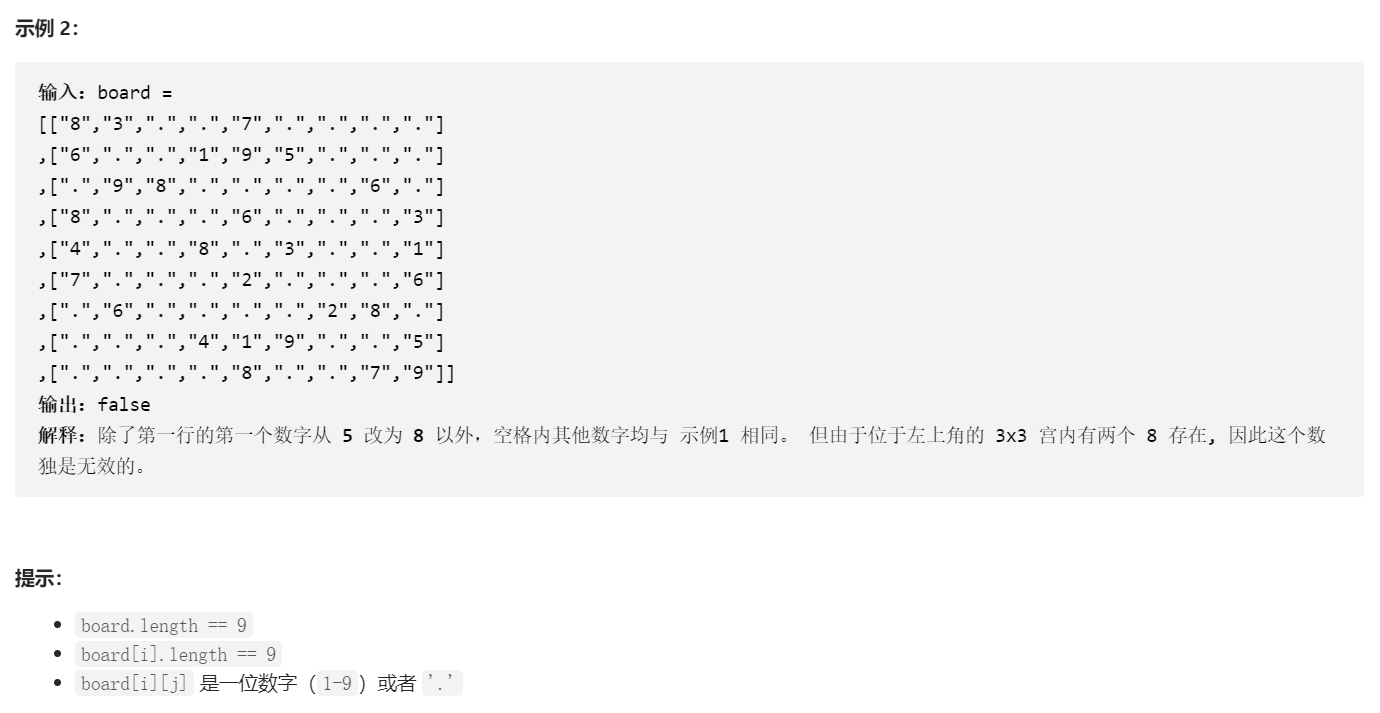 示例 2：
输入：board =
[["8","3",".",".","7",".",".",".","."]
,["6",".",".","1","9","5",".",".","."]
,[".","9","8",".",".",".",".","6","."]
,["8",".",".",".","6",".",".",".","3"]
,["4",".",".","8",".","3",".",".","1"]
,["7",".",".",".","2",".",".",".","6"]
,[".","6",".",".",".",".","2","8","."]
,[".",".",".","4","1","9",".",".","5"]
,[".",".",".",".","8",".",".","7","9"]]
输出：false
解释：除了第一行的第一个数字从 5 改为 8 以外，空格内其他数字均与 示例1 相同。 但由于位于左上角的 3x3 宫内有两个 8 存在, 因此这个数
独是无效的。
提示：
board.length == 9
board[i].length == 9
board[i][j] 是一位数字（1-9）或者 '.'